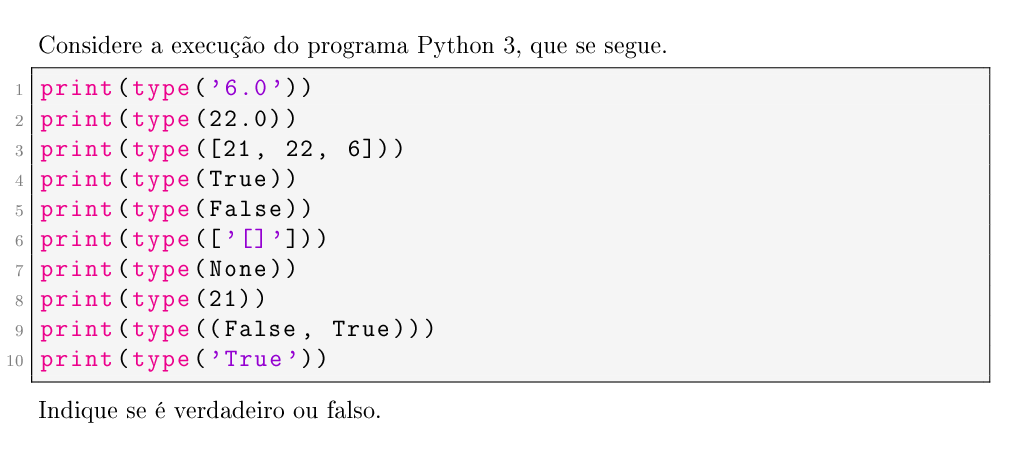 Considere a execução do programa Python 3, que se segue.
1 print(type('6.0'))
2 print(type(22.0))
3 print(type([21, 22, 6]))
4 print(type(True))
5 print(type(False))
6 print(type(['[]']))
7 print(type(None))
8 print(type(21))
9 print(type((False, True)))
10 print(type('True'))
Indique se é verdadeiro ou falso.